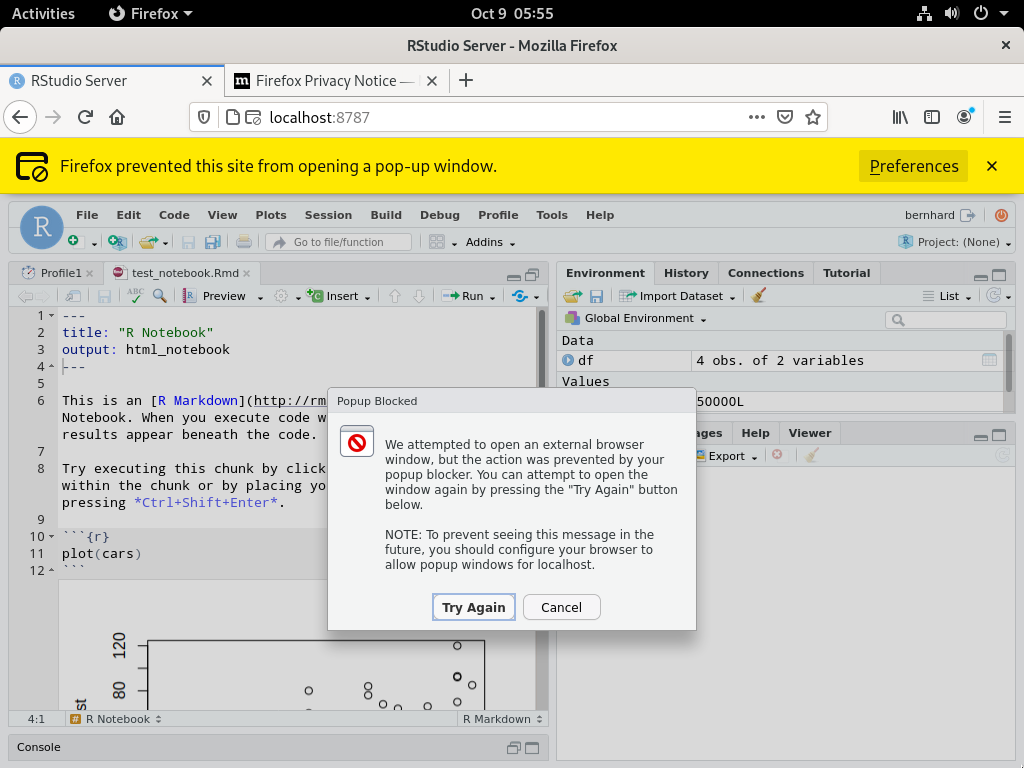 Activities
Firefox
Oct 9 05:55
RStudio Server - Mozilla Firefox
RStudio Server
m
Firefox Privacy Notice —
localhost:8787
Firefox prevented this site from opening a pop-up window.
Preferences
R
File Edit Code View Plots Session Build Debug Profile Tools Help
bernhard
Go to file/function
Addins
Project: (None)
Profile1
test_notebook.Rmd
Preview
Insert
Run
1 ---
2 title: "R Notebook"
3 output: html_notebook
4 ---
5
6 This is an [R Markdown](http://rm
Notebook. When you execute code w
results appear beneath the code.
7
8 Try executing this chunk by click
within the chunk or by placing yo
pressing *Ctrl+Shift+Enter*.
9
10 ```{r}
11 plot(cars)
12 ```
120
80
st
4:1
R Notebook
R Markdown
Console
Environment History Connections Tutorial
Import Dataset
List
Global Environment
Data
df 4 obs. of 2 variables
Values
50000L
ages Help Viewer
Export
Popup Blocked
We attempted to open an external browser
window, but the action was prevented by your
popup blocker. You can attempt to open the
window again by pressing the "Try Again" button
below.
NOTE: To prevent seeing this message in the
future, you should configure your browser to
allow popup windows for localhost.
Try Again
Cancel